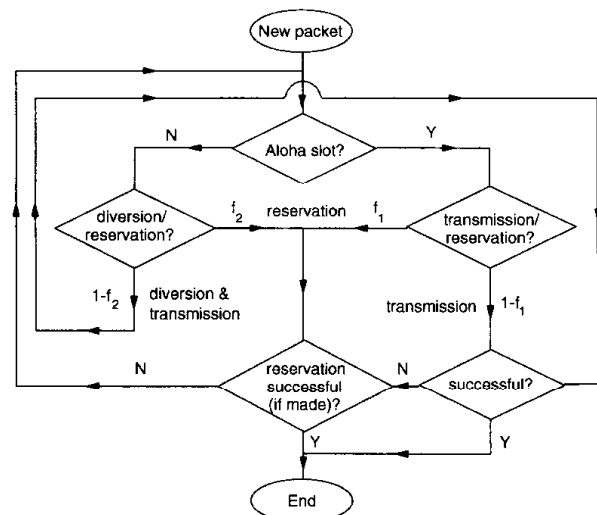 New packet
N
Aloha slot?
Y
diversion/
reservation?
f2
reservation
f1
transmission/
reservation?
1-f2
diversion &
transmission
transmission
1-f1
N
reservation
successful
(if made)?
N
successful?
Y
Y
End